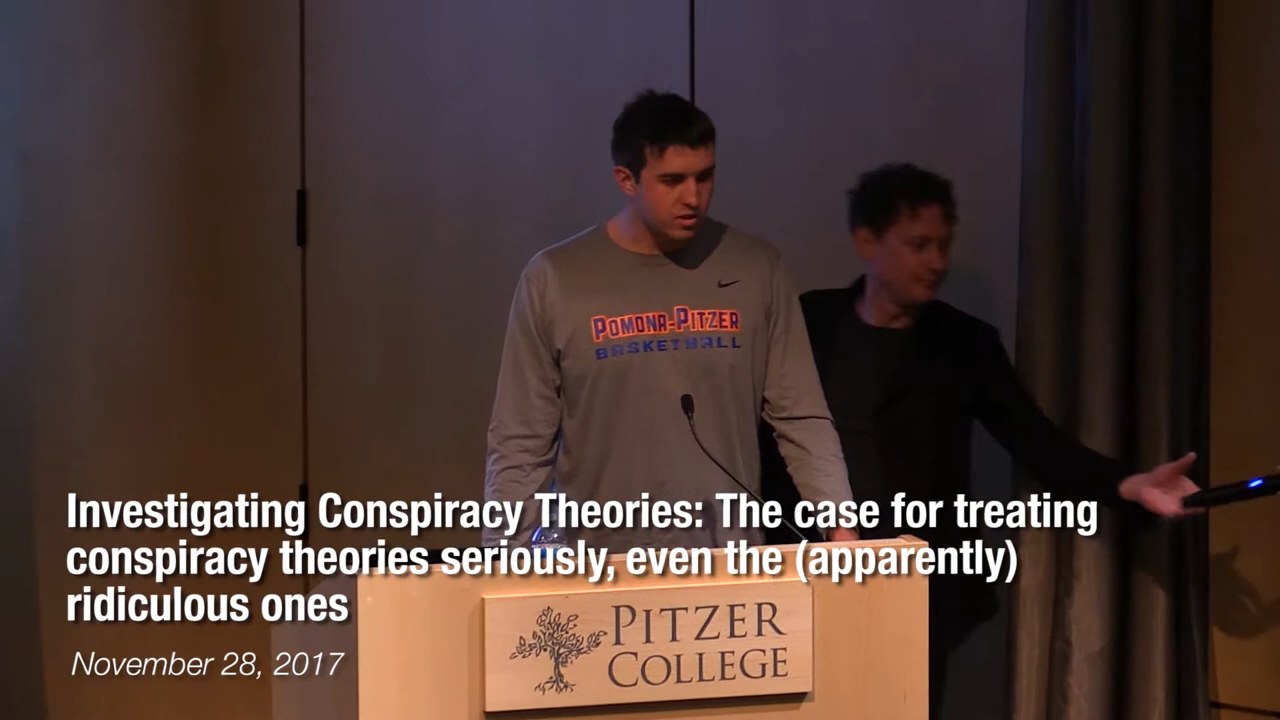 POMONA-PITZER
BASKETBALL
Investigating Conspiracy Theories: The case for treating
conspiracy theories seriously, even the (apparently)
ridiculous ones
November 28, 2017
PITZER
COLLEGE